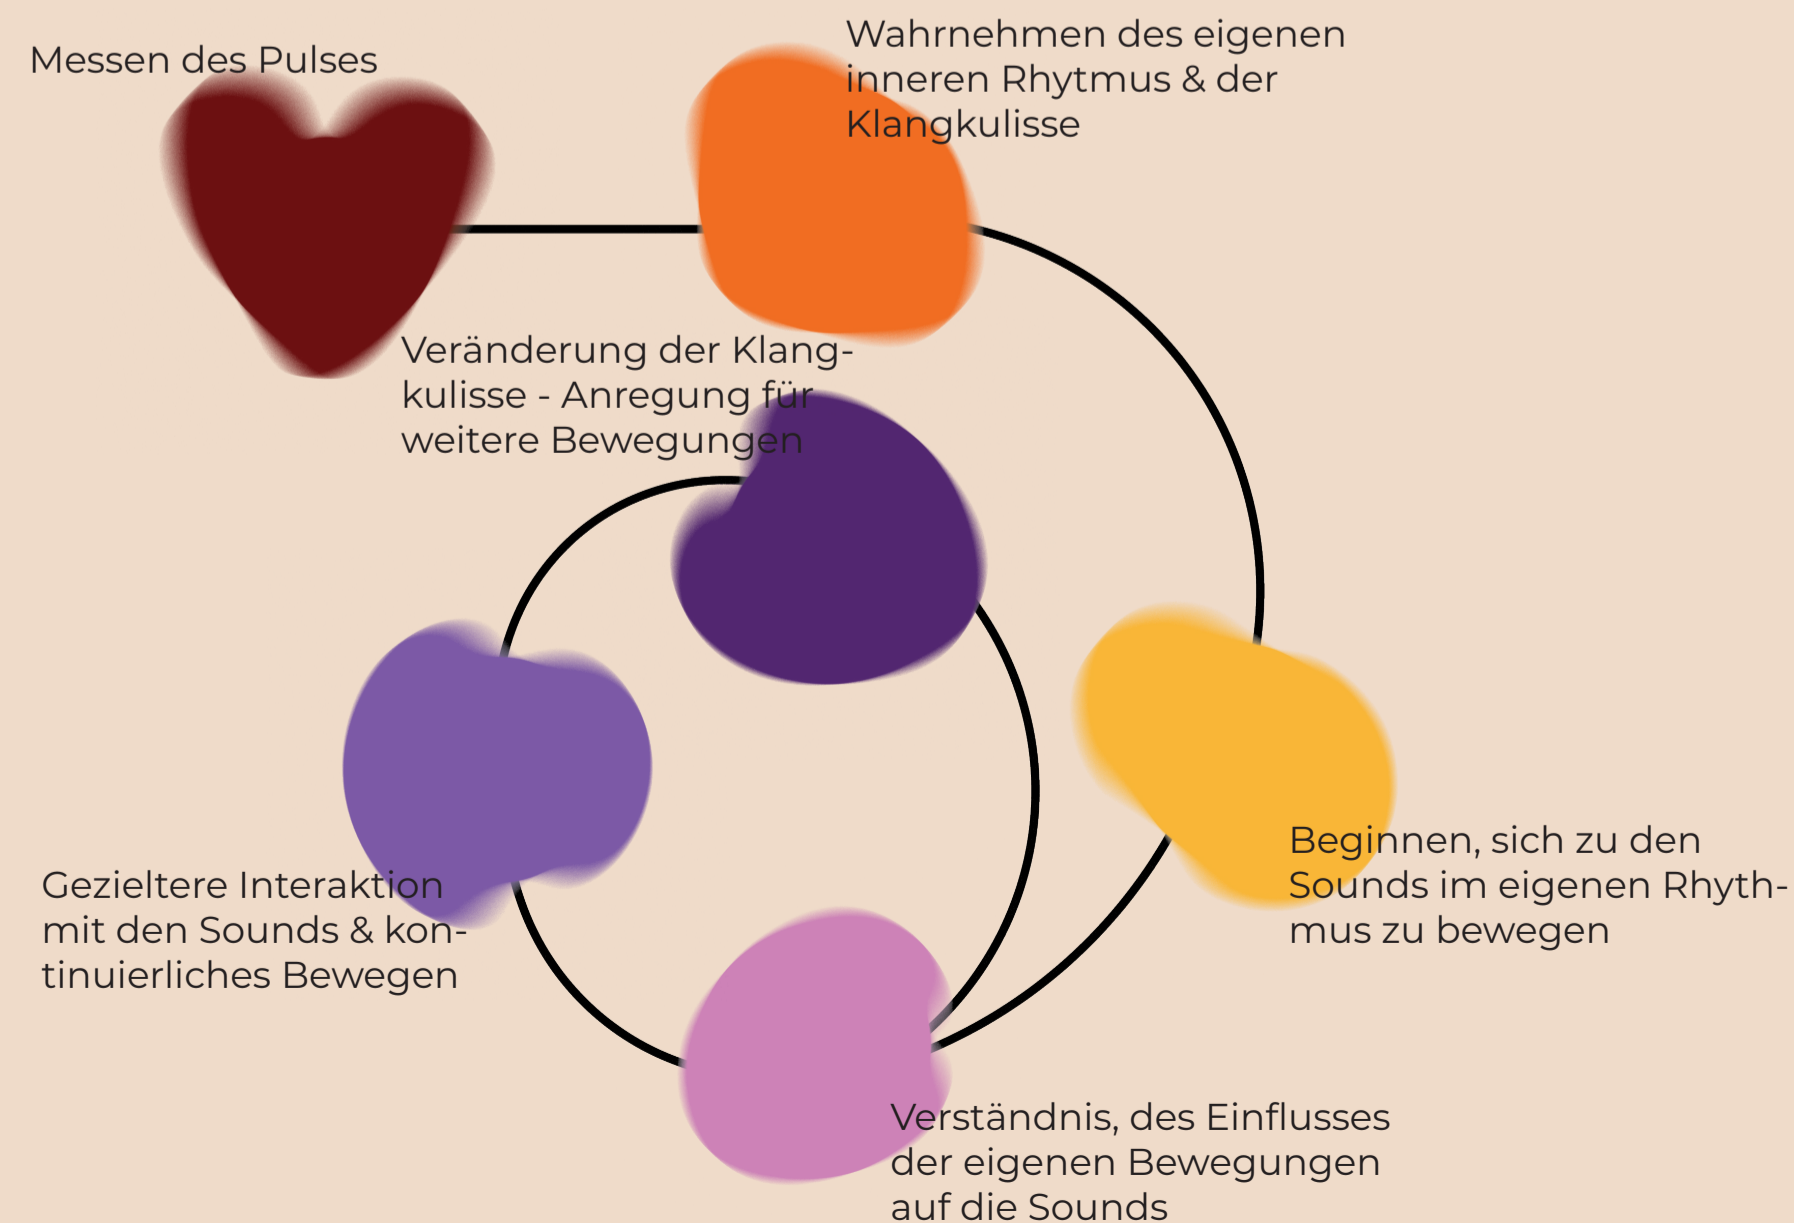 Messen des Pulses
Wahrnehmen des eigenen
inneren Rhytmus & der
Klangkulisse
Veränderung der Klang-
kulisse - Anregung für
weitere Bewegungen
Beginnen, sich zu den
Sounds im eigenen Rhyth-
mus zu bewegen
Gezieltere Interaktion
mit den Sounds & kon-
tinuierliches Bewegen
Verständnis, des Einflusses
der eigenen Bewegungen
auf die Sounds